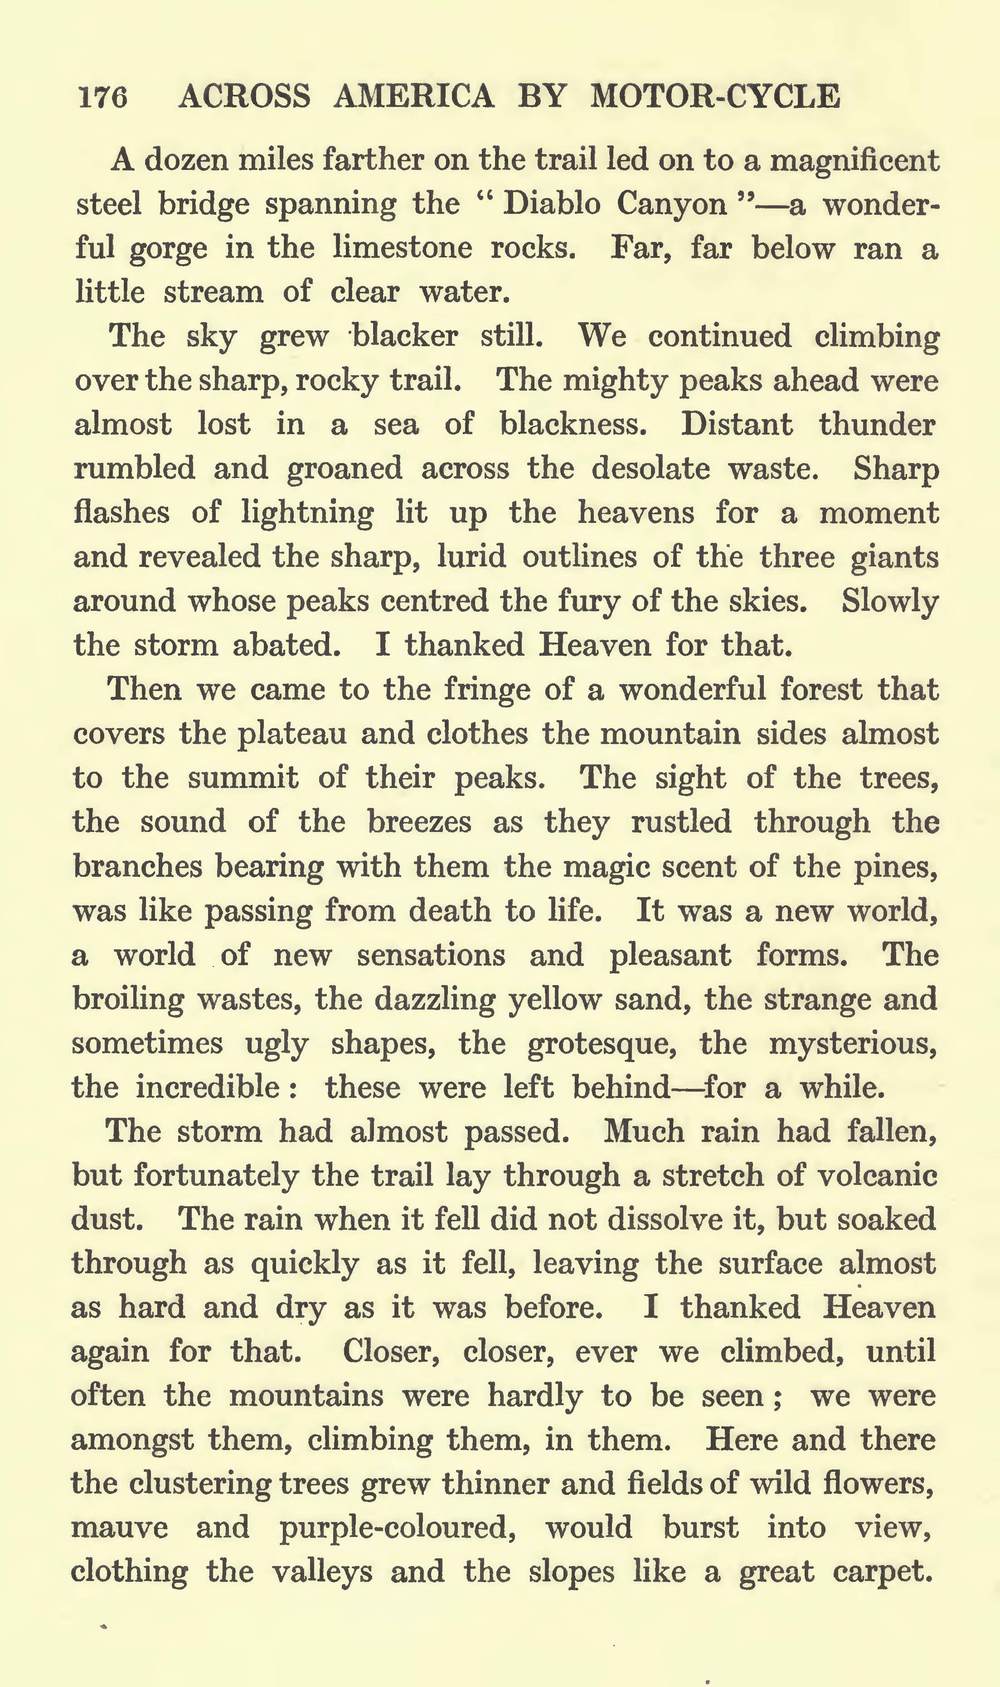 176 ACROSS AMERICA BY MOTOR-CYCLE
A dozen miles farther on the trail led on to a magnificent
steel bridge spanning the “ Diablo Canyon ”—a wonder-
ful gorge in the limestone rocks. Far, far below ran a
little stream of clear water.
The sky grew blacker still. We continued climbing
over the sharp, rocky trail. The mighty peaks ahead were
almost lost in a sea of blackness. Distant thunder
rumbled and groaned across the desolate waste. Sharp
flashes of lightning lit up the heavens for a moment
and revealed the sharp, lurid outlines of the three giants
around whose peaks centred the fury of the skies. Slowly
the storm abated. I thanked Heaven for that.
Then we came to the fringe of a wonderful forest that
covers the plateau and clothes the mountain sides almost
to the summit of their peaks. The sight of the trees,
the sound of the breezes as they rustled through the
branches bearing with them the magic scent of the pines,
was like passing from death to life. It was a new world,
a world of new sensations and pleasant forms. The
broiling wastes, the dazzling yellow sand, the strange and
sometimes ugly shapes, the grotesque, the mysterious,
the incredible : these were left behind—for a while.
The storm had almost passed. Much rain had fallen,
but fortunately the trail lay through a stretch of volcanic
dust. The rain when it fell did not dissolve it, but soaked
through as quickly as it fell, leaving the surface almost
as hard and dry as it was before. I thanked Heaven
again for that. Closer, closer, ever we climbed, until
often the mountains were hardly to be seen ; we were
amongst them, climbing them, in them. Here and there
the clustering trees grew thinner and fields of wild flowers,
mauve and purple-coloured, would burst into view,
clothing the valleys and the slopes like a great carpet.